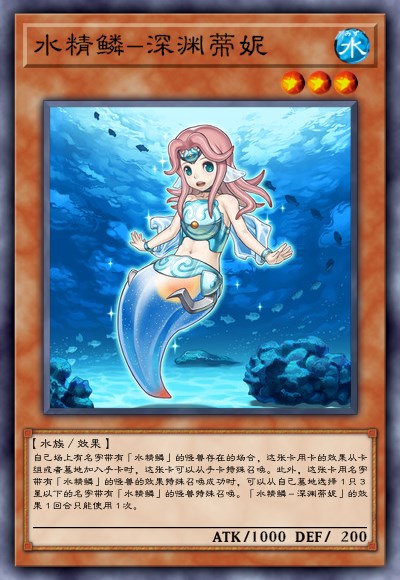 水精鳞-深渊蒂妮
水
【水族/效果】
自己场上有名字带有「水精鳞」的怪兽存在的场合，这张卡用卡的效果从卡
组或者墓地加入手卡时，这张卡可以从手卡特殊召唤。此外，这张卡用名字
带有「水精鳞」的怪兽的效果特殊召唤成功时，可以从自己墓地选择1只3
星以下的名字带有「水精鳞」的怪兽特殊召唤。「水精鳞-深渊蒂妮」的效
果1回合只能使用1次。
ATK/1000 DEF/ 200